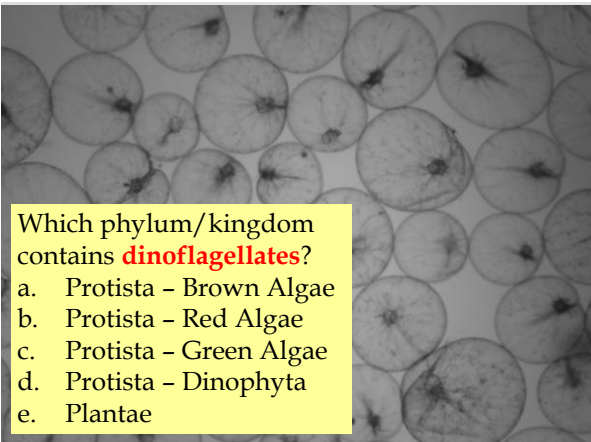 Which phylum/kingdom
contains dinoflagellates?
a. Protista – Brown Algae
b. Protista – Red Algae
c. Protista – Green Algae
d. Protista – Dinophyta
e. Plantae